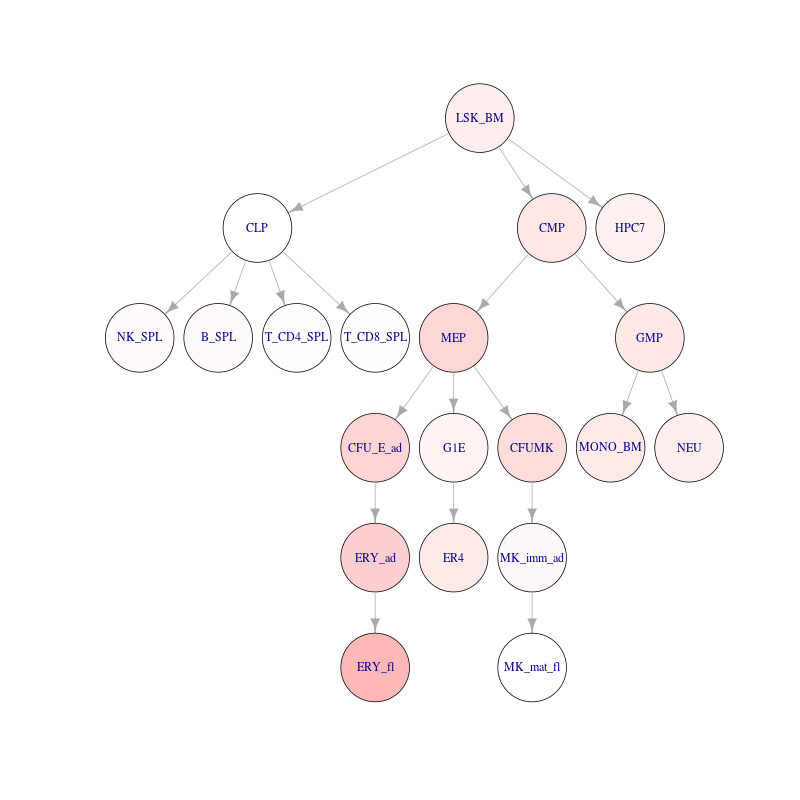 LSK_BM
CLP
CMP
HPC7
NK_SPL
B_SPL
T_CD4_SPL
T_CD8_SPL
MEP
GMP
CFU_E_ad
G1E
CFUMK
MONO_BM
NEU
ERY_ad
ER4
MK_imm_ad
ERY_fl
MK_mat_fl